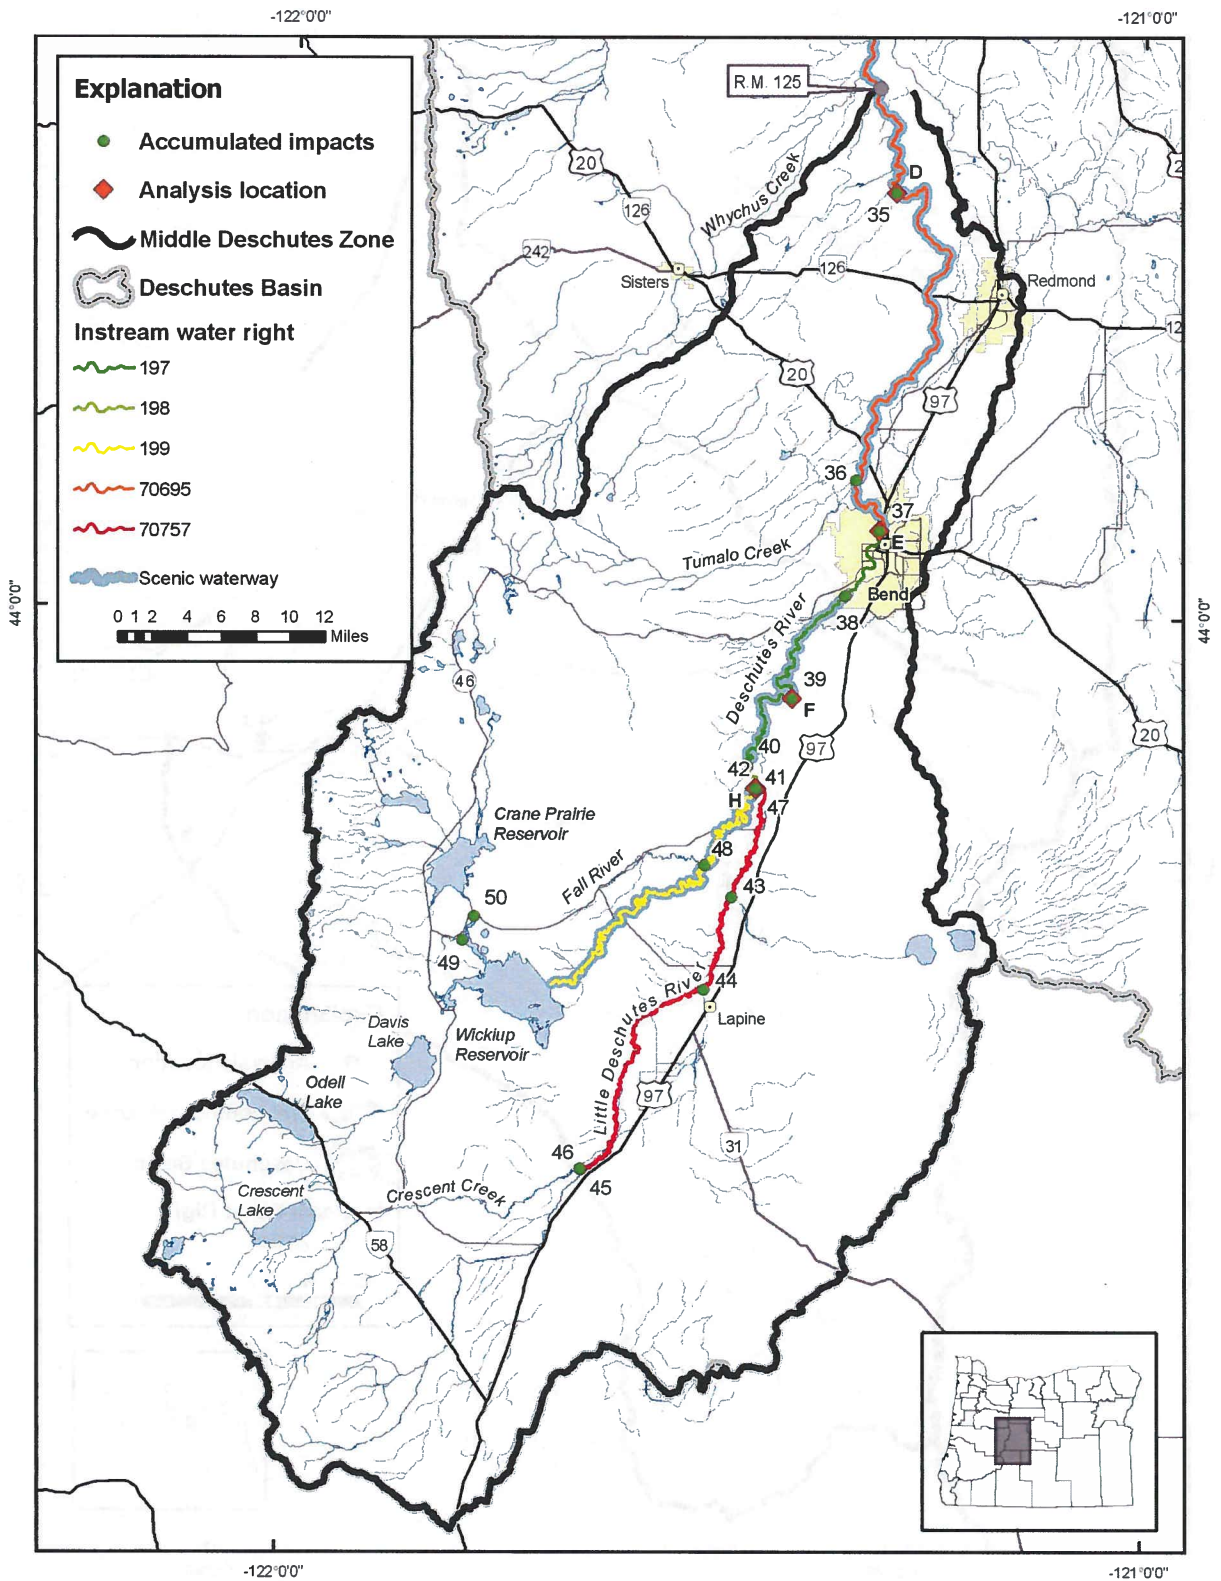 -122°0'0"
-121°0'0"
Explanation
Accumulated impacts
Analysis location
Middle Deschutes Zone
Deschutes Basin
Instream water right
197
198
199
70695
70757
Scenic waterway
0 1 2 4 6 8 10 12
Miles
R.M. 125
20
D
126
35
Whychus Creek
242
126
Sisters
Redmond
12
20
97
36
37
E
Tumalo Creek
Bend
44°0'0"
44°0'0"
38
Deschutes River
46
39
F
40
97
20
42
41
H
47
Crane Prairie
Reservoir
48
Fall River
43
50
49
44
Lapine
Davis
Lake
Wickiup
Reservoir
Little Deschutes River
Odell
Lake
97
31
46
45
Crescent
Lake
Crescent Creek
58
-122°0'0"
-121°0'0"